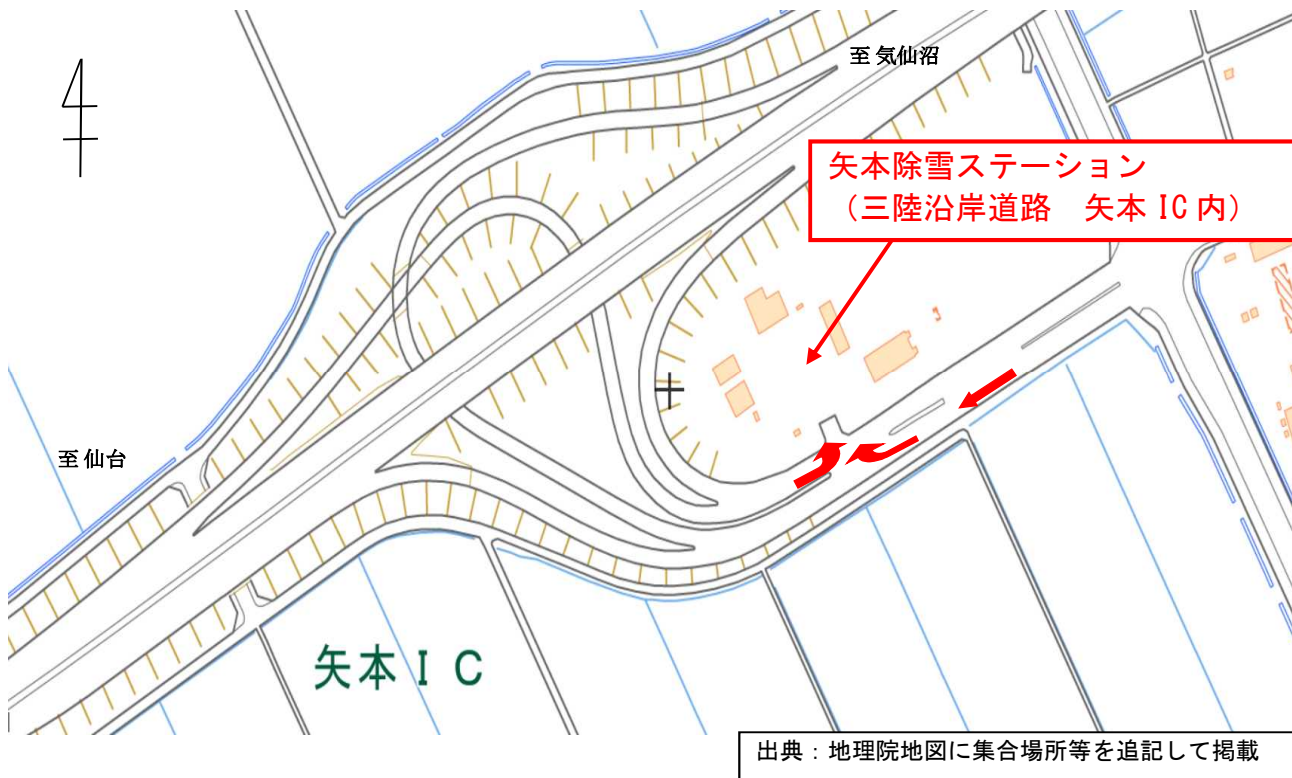 至気仙沼
矢本除雪ステーション
（三陸沿岸道路　矢本 IC 内）
至仙台
矢本ＩＣ
出典：地理院地図に集合場所等を追記して掲載